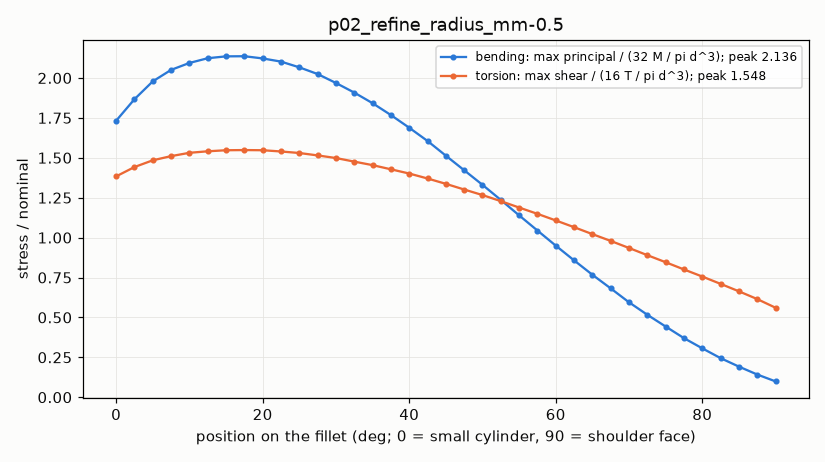 p02_refine_radius_mm-0.5
bending: max principal / (32 M / pi d^3); peak 2.136
torsion: max shear / (16 T / pi d^3); peak 1.548
stress / nominal
2.00
1.75
1.50
1.25
1.00
0.75
0.50
0.25
0.00
0 20 40 60 80
position on the fillet (deg; 0 = small cylinder, 90 = shoulder face)